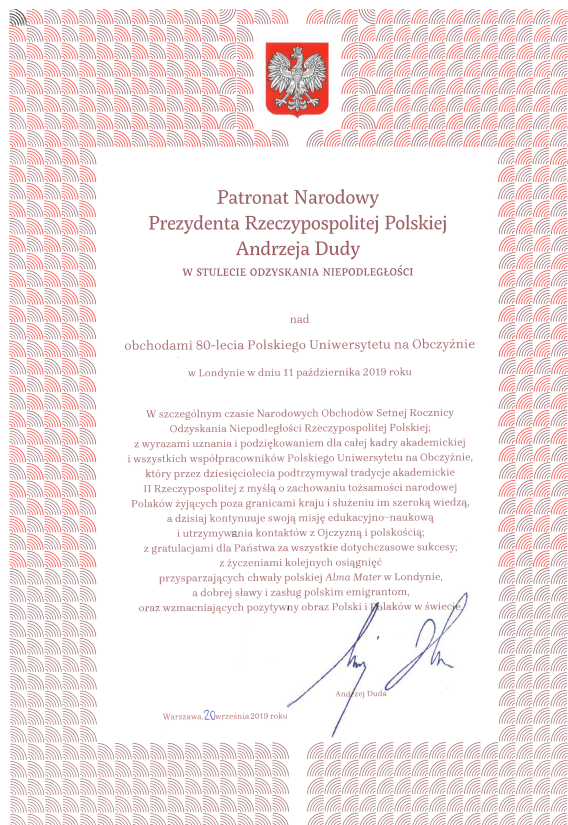 Patronat Narodowy
Prezydenta Rzeczypospolitej Polskiej
Andrzeja Dudy
W STULECIE ODZYSKANIA NIEPODLEGŁOŚCI
nad
obchodami 80-lecia Polskiego Uniwersytetu na Obczyźnie
w Londynie w dniu 11 października 2019 roku
W szczególnym czasie Narodowych Obchodów Setnej Rocznicy
Odzyskania Niepodległości Rzeczypospolitej Polskiej;
z wyrazami uznania i podziękowaniem dla całej kadry akademickiej
i wszystkich współpracowników Polskiego Uniwersytetu na Obczyźnie,
który przez dziesięciolecia podtrzymywał tradycje akademickie
II Rzeczypospolitej z myślą o zachowaniu tożsamości narodowej
Polaków żyjących poza granicami kraju i służeniu im szeroką wiedzą,
a dzisiaj kontynuuje swoją misję edukacyjno–naukową
i utrzymywania kontaktów z Ojczyzną i polskością;
z gratulacjami dla Państwa za wszystkie dotychczasowe sukcesy;
z życzeniami kolejnych osiągnięć
przysparzających chwały polskiej Alma Mater w Londynie,
a dobrej sławy i zasług polskim emigrantom,
oraz wzmacniających pozytywny obraz Polski i Polaków w świecie,
Andrzej Duda
Warszawa, 20 września 2019 roku